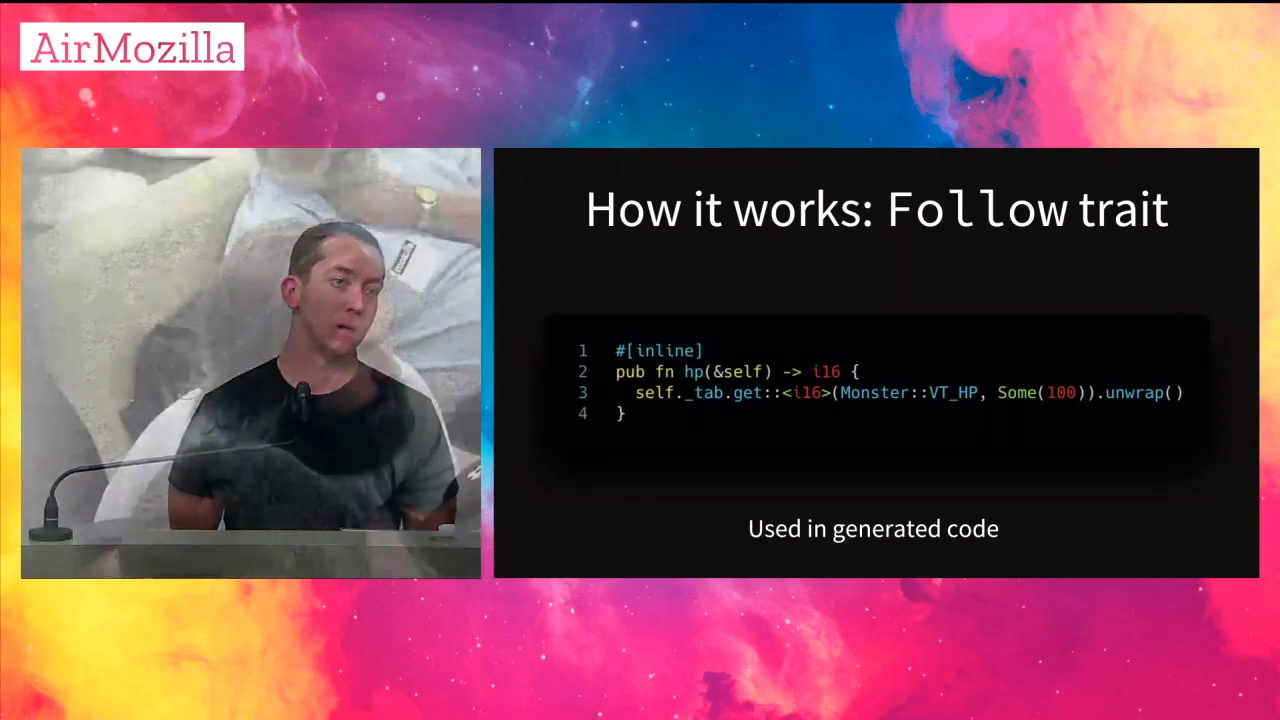 AirMozilla
How it works: Follow trait
1 #[inline]
2 pub fn hp(&self) -> i16 {
3   self._tab.get::<i16>(Monster::VT_HP, Some(100)).unwrap()
4 }
Used in generated code